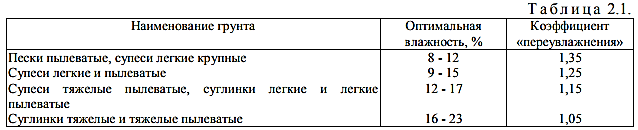 Таблица 2.1.
Наименование грунта Оптимальная влажность, % Коэффициент «переувлажнения»
Пески пылеватые, супеси легкие крупные 8 - 12 1,35
Супеси легкие и пылеватые 9 - 15 1,25
Супеси тяжелые пылеватые, суглинки легкие и легкие 12 - 17 1,15
пылеватые
Суглинки тяжелые и тяжелые пылеватые 16 - 23 1,05